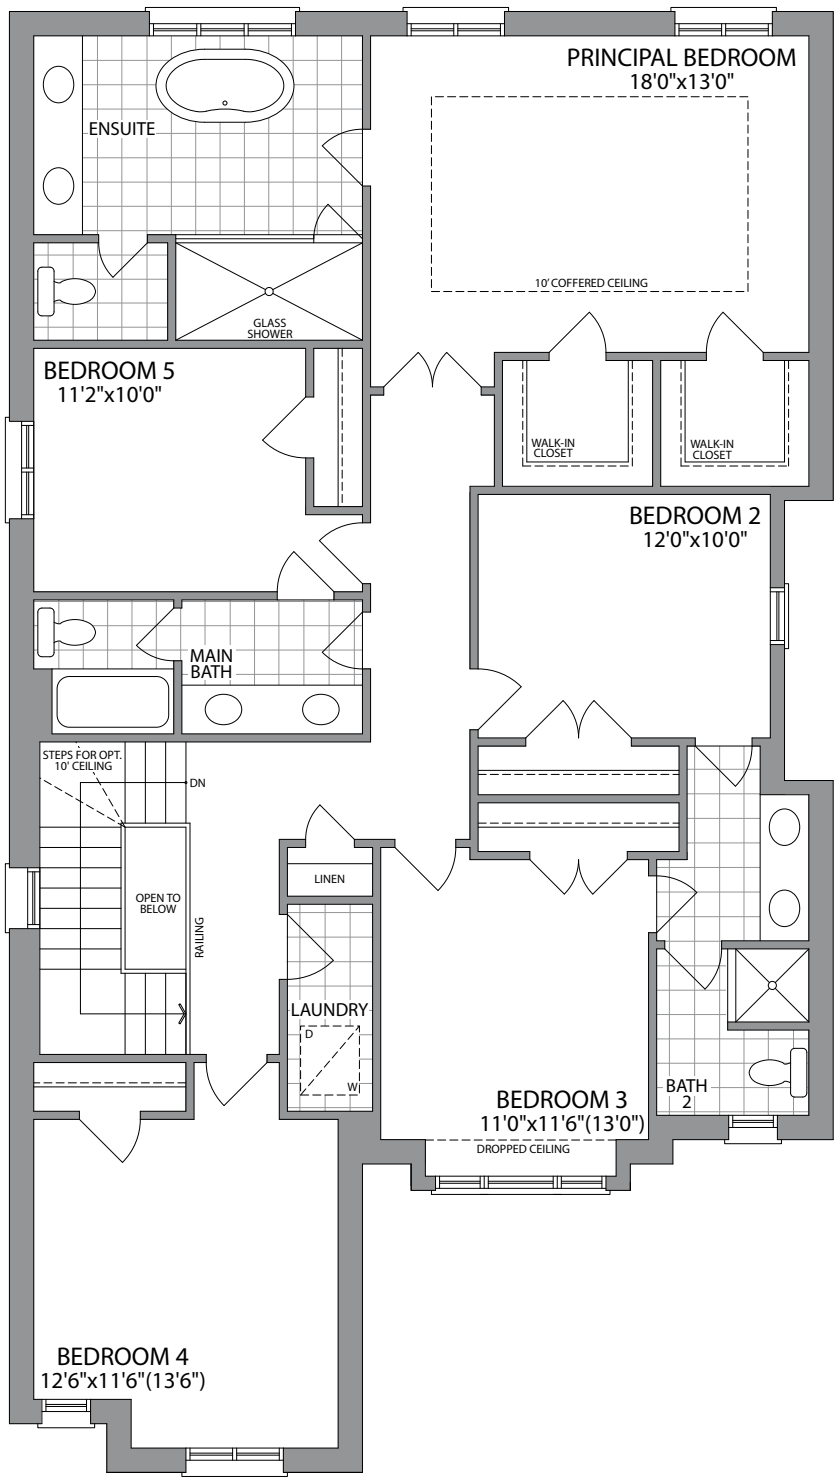 PRINCIPAL BEDROOM
18'0"x13'0"
ENSUITE
10' COFFERED CEILING
GLASS
SHOWER
BEDROOM 5
11'2"x10'0"
WALK-IN
CLOSET
WALK-IN
CLOSET
BEDROOM 2
12'0"x10'0"
MAIN
BATH
STEPS FOR OPT.
10' CEILING
DN
LINEN
OPEN TO
BELOW
RAILING
LAUNDRY
D
W
BEDROOM 3
11'0"x11'6"(13'0")
DROPPED CEILING
BATH
2
BEDROOM 4
12'6"x11'6"(13'6")